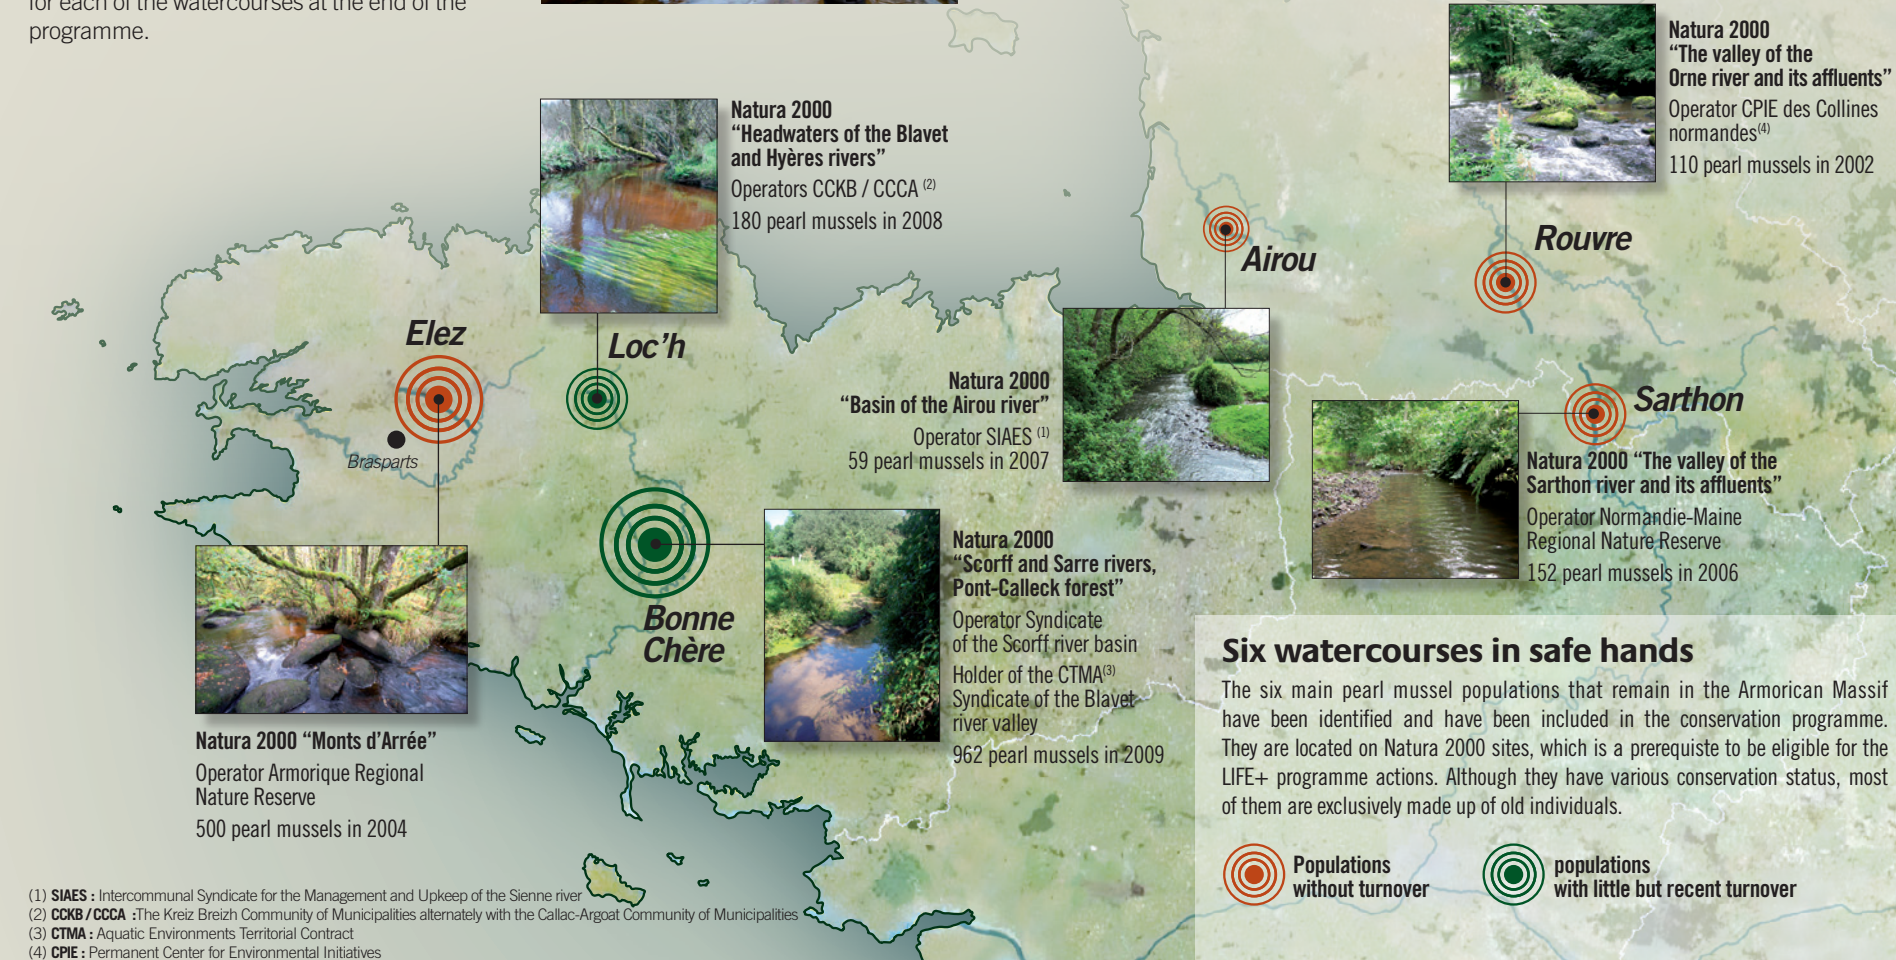 for each of the watercourses at the end of the
programme.
Natura 2000
“The valley of the
Orne river and its affluents”
Operator CPIE des Collines
normandes(4)
110 pearl mussels in 2002
Natura 2000
“Headwaters of the Blavet
and Hyères rivers”
Operators CCKB / CCCA (2)
180 pearl mussels in 2008
Airou
Rouvre
Elez
Loc’h
Brasparts
Natura 2000
“Basin of the Airou river”
Operator SIAES (1)
59 pearl mussels in 2007
Sarthon
Natura 2000 “The valley of the
Sarthon river and its affluents”
Operator Normandie-Maine
Regional Nature Reserve
152 pearl mussels in 2006
Bonne
Chère
Natura 2000
“Scorff and Sarre rivers,
Pont-Calleck forest”
Operator Syndicate
of the Scorff river basin
Holder of the CTMA(3)
Syndicate of the Blavet
river valley
962 pearl mussels in 2009
Natura 2000 “Monts d’Arrée”
Operator Armorique Regional
Nature Reserve
500 pearl mussels in 2004
Six watercourses in safe hands
The six main pearl mussel populations that remain in the Armorican Massif
have been identified and have been included in the conservation programme.
They are located on Natura 2000 sites, which is a prerequiste to be eligible for the
LIFE+ programme actions. Although they have various conservation status, most
of them are exclusively made up of old individuals.
Populations
without turnover
populations
with little but recent turnover
(1) SIAES : Intercommunal Syndicate for the Management and Upkeep of the Sienne river
(2) CCKB / CCCA :The Kreiz Breizh Community of Municipalities alternately with the Callac-Argoat Community of Municipalities
(3) CTMA : Aquatic Environments Territorial Contract
(4) CPIE : Permanent Center for Environmental Initiatives